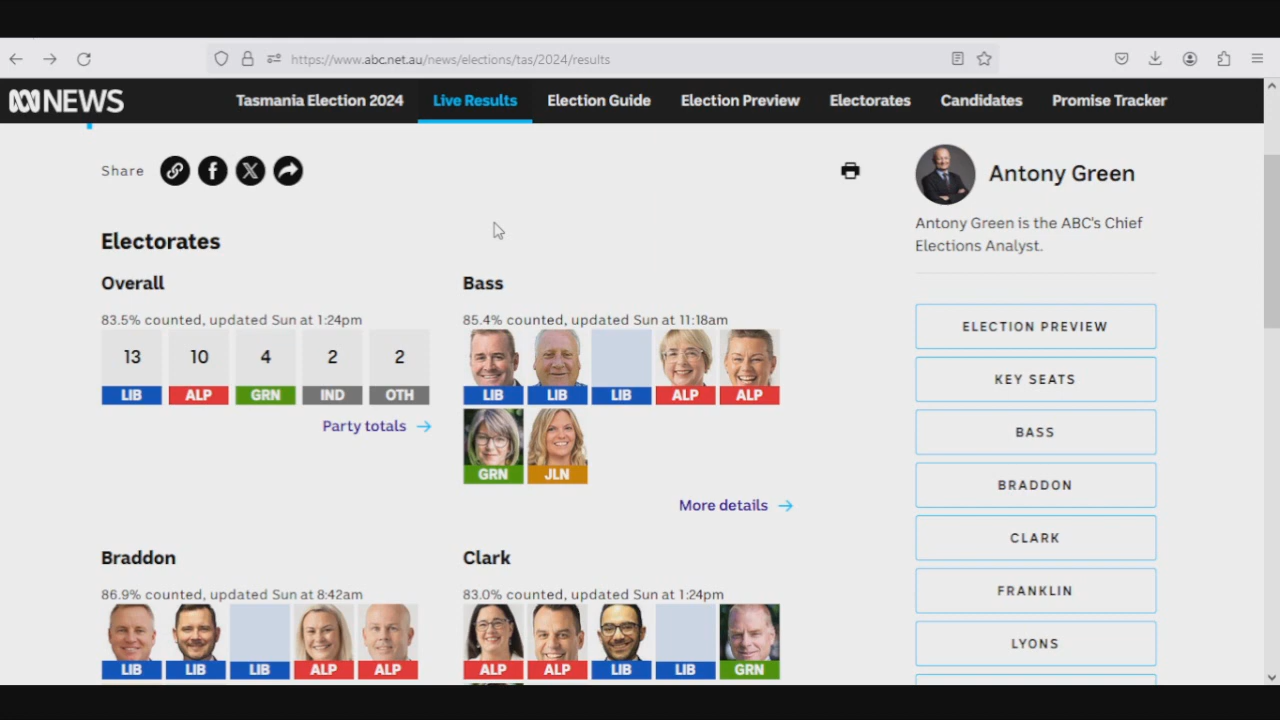 https://www.abc.net.au/news/elections/tas/2024/results
NEWS
Tasmania Election 2024
Live Results
Election Guide
Election Preview
Electorates
Candidates
Promise Tracker
Share
Antony Green
Antony Green is the ABC's Chief
Elections Analyst.
Electorates
Overall
83.5% counted, updated Sun at 1:24pm
13 10 4 2 2
LIB ALP GRN IND OTH
Party totals →
Bass
85.4% counted, updated Sun at 11:18am
LIB LIB LIB ALP ALP
GRN JLN
More details →
Braddon
86.9% counted, updated Sun at 8:42am
LIB LIB LIB ALP ALP
Clark
83.0% counted, updated Sun at 1:24pm
ALP ALP LIB LIB GRN
ELECTION PREVIEW
KEY SEATS
BASS
BRADDON
CLARK
FRANKLIN
LYONS